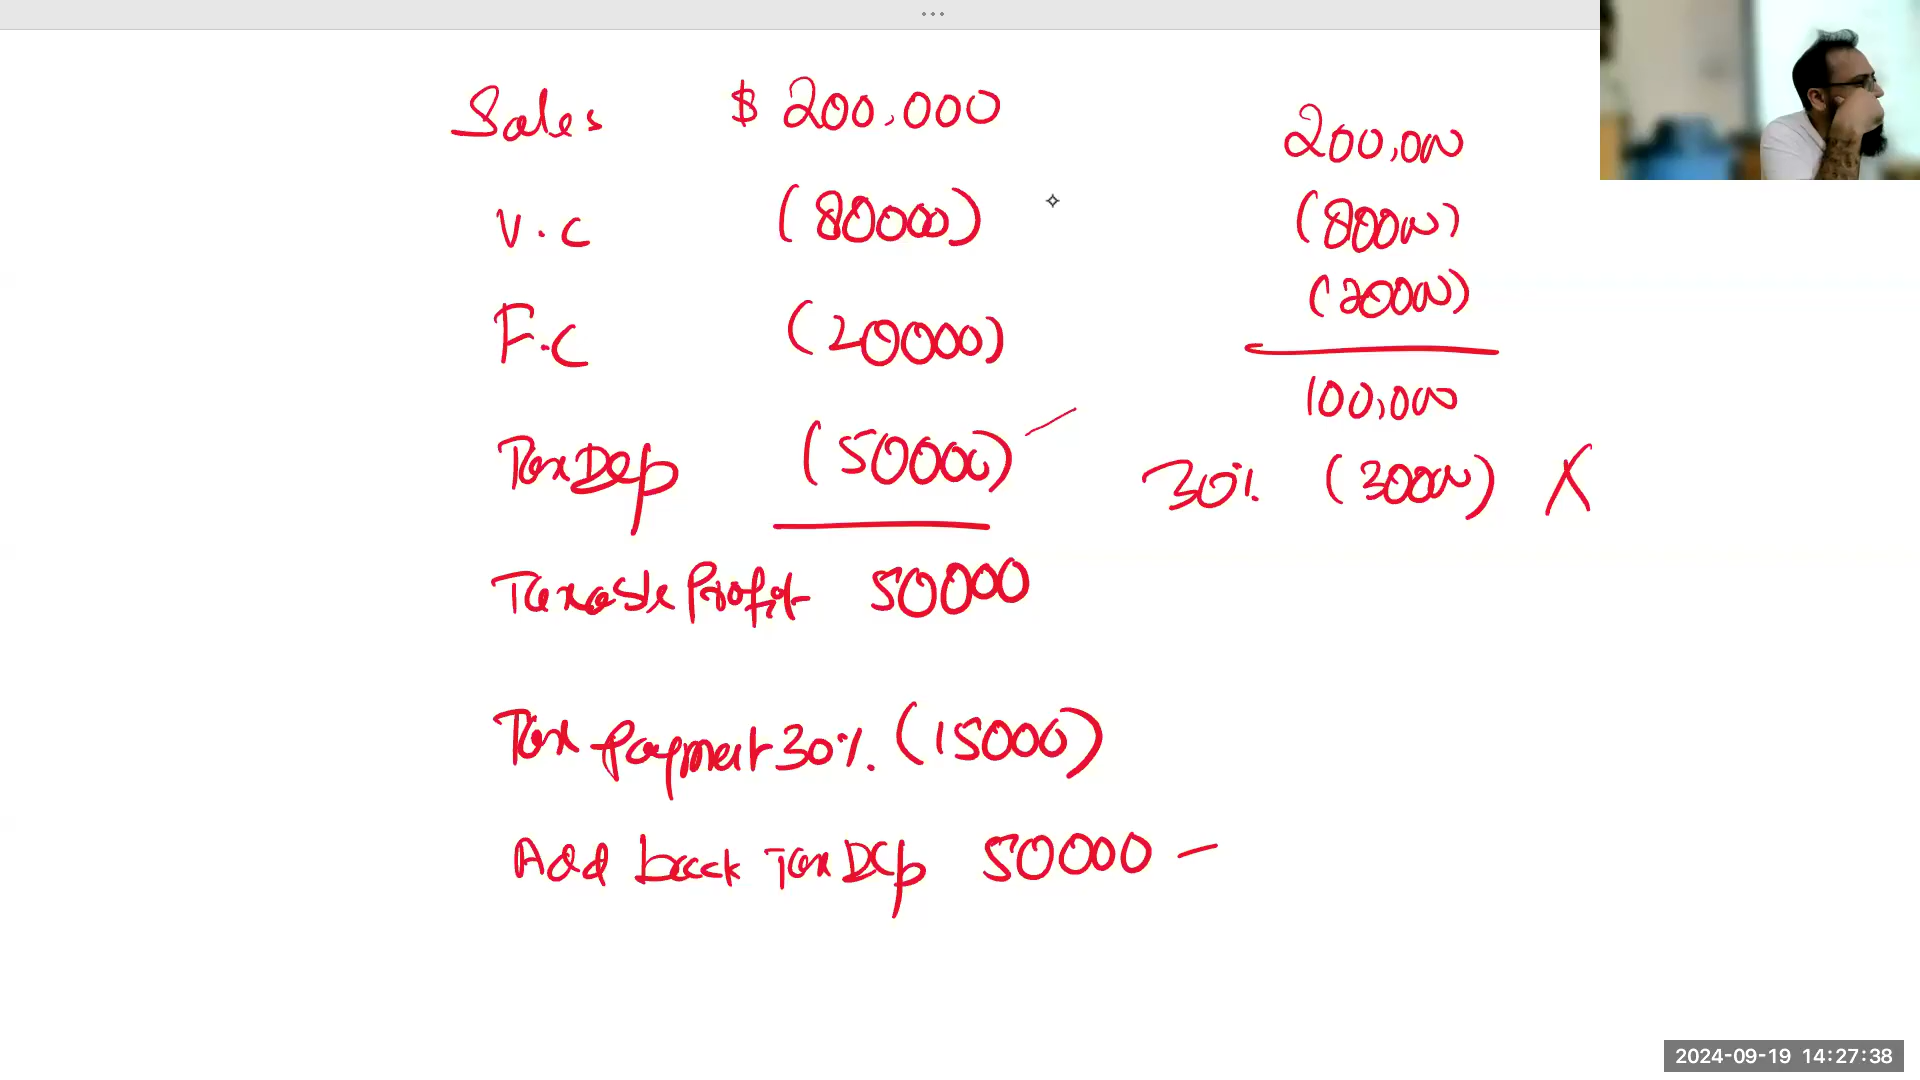 Sales $ 200,000
V.C (80000)
F.C (20000)
Tax Dep (50000)
Taxable Profit 50000
Tax payment 30% (15000)
Add back Tax Dep 50000 –
200,000
(80000)
(20000)
100,000
30% (30000) X
2024-09-19 14:27:38